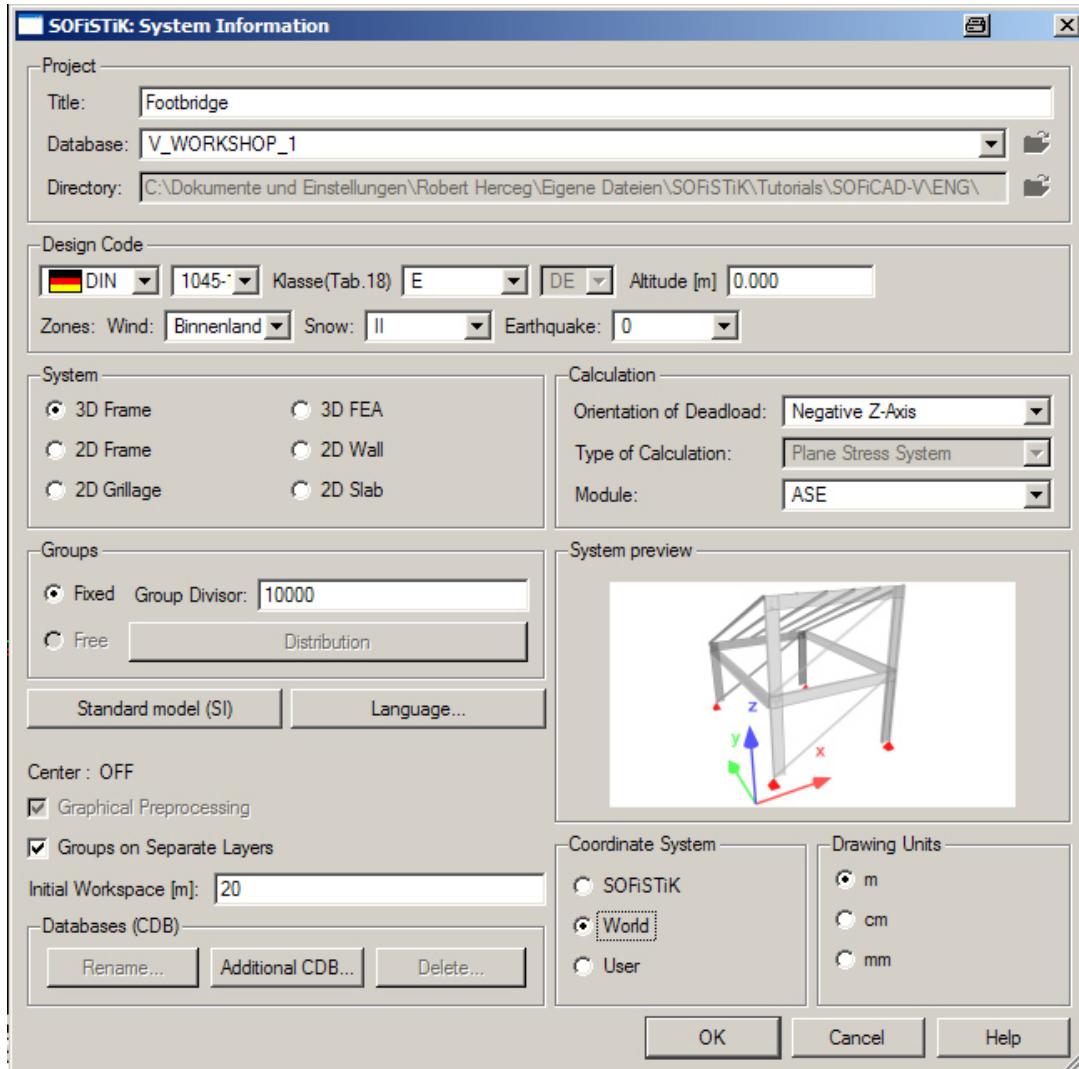 SOFiSTiK: System Information
Project
Title: Footbridge
Database: V_WORKSHOP_1
Directory: C:\Dokumente und Einstellungen\Robert Herceg\Eigene Dateien\SOFiSTiK\Tutorials\SOFiCAD-V\ENG\
Design Code
DIN 1045- Klasse(Tab.18) E DE Altitude [m] 0.000
Zones: Wind: Binnenland Snow: II Earthquake: 0
System
3D Frame 3D FEA
2D Frame 2D Wall
2D Grillage 2D Slab
Calculation
Orientation of Deadload: Negative Z-Axis
Type of Calculation: Plane Stress System
Module: ASE
Groups
Fixed Group Divisor: 10000
Free Distribution
Standard model (SI) Language...
System preview
z
y
x
Center : OFF
Graphical Preprocessing
Groups on Separate Layers
Initial Workspace [m]: 20
Databases (CDB)
Rename... Additional CDB... Delete...
Coordinate System
SOFiSTiK
World
User
Drawing Units
m
cm
mm
OK Cancel Help